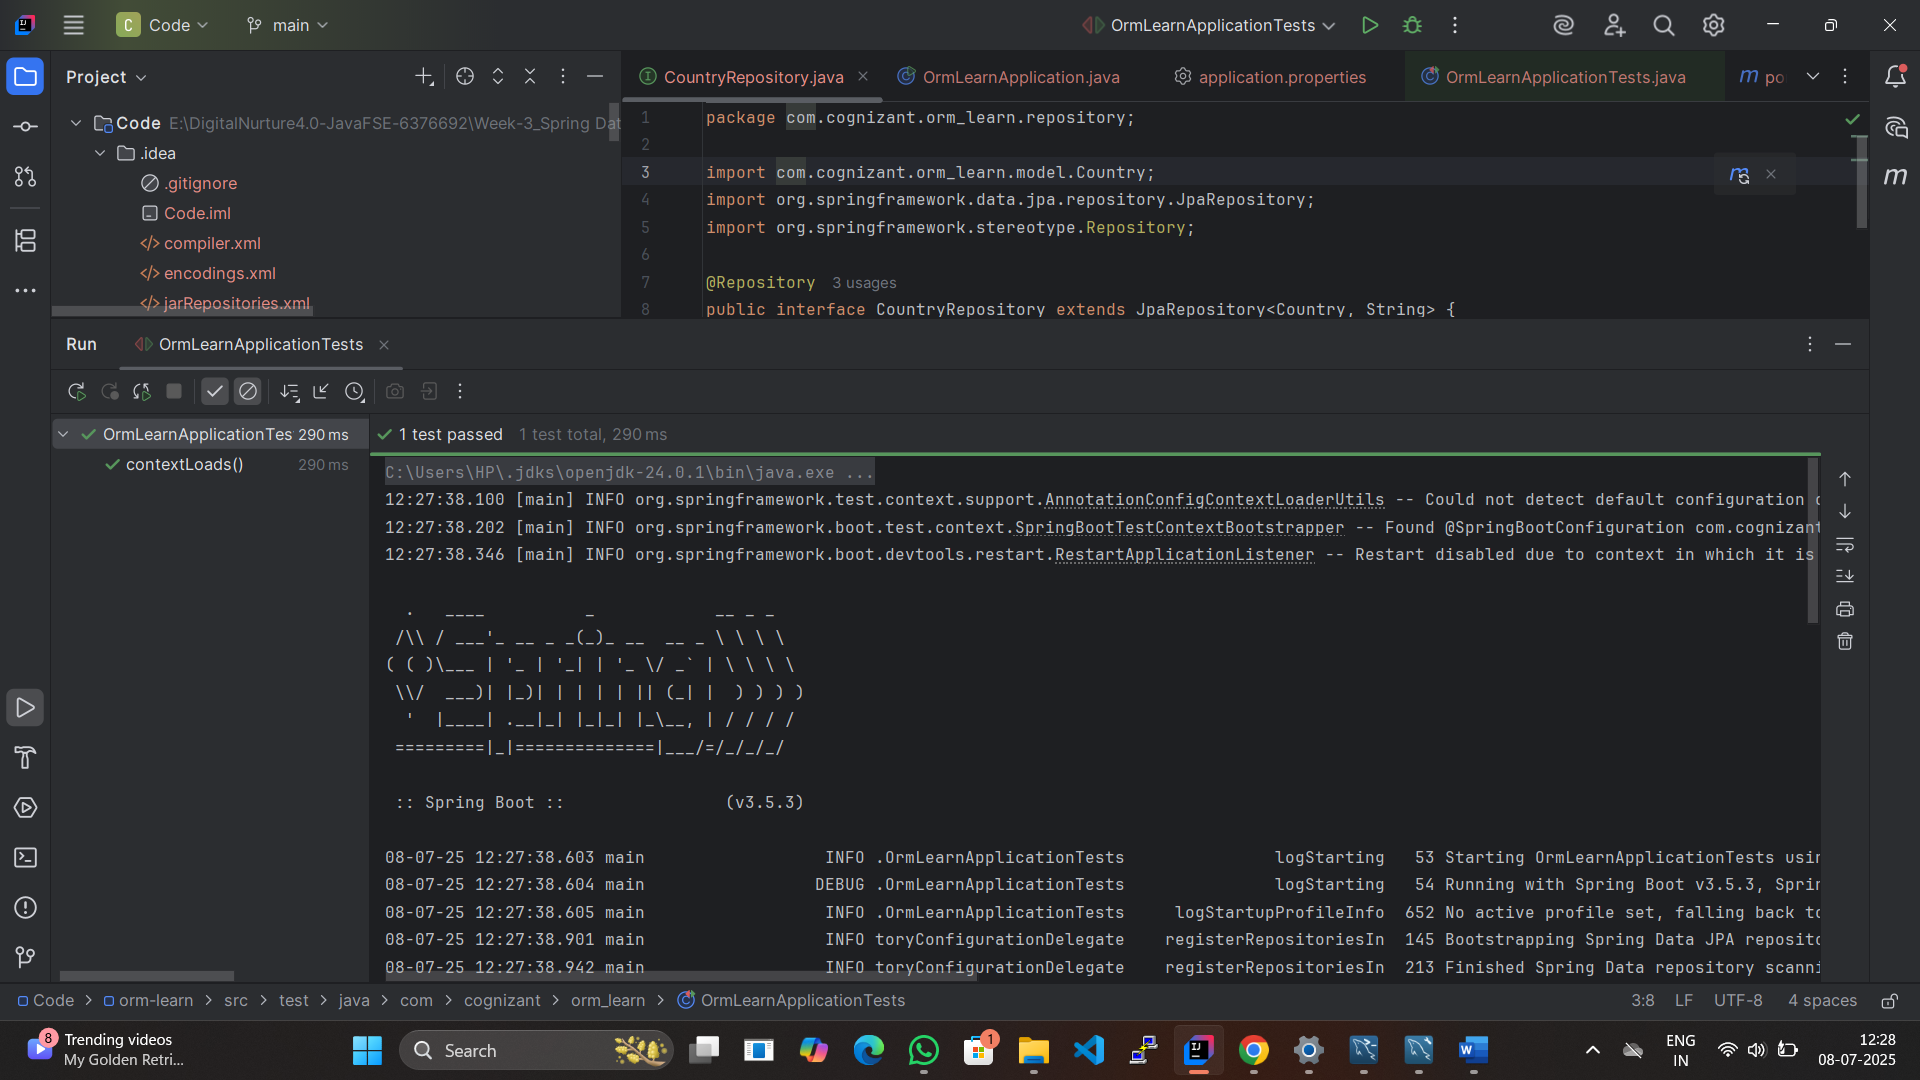 C Code main OrmLearnApplicationTests
Project
CountryRepository.java OrmLearnApplication.java application.properties OrmLearnApplicationTests.java m po
Code E:\DigitalNurture4.0-JavaFSE-6376692\Week-3_Spring Dat
.idea
.gitignore
Code.iml
compiler.xml
encodings.xml
jarRepositories.xml
1 package com.cognizant.orm_learn.repository;
2
3 import com.cognizant.orm_learn.model.Country;
4 import org.springframework.data.jpa.repository.JpaRepository;
5 import org.springframework.stereotype.Repository;
6
7 @Repository 3 usages
8 public interface CountryRepository extends JpaRepository<Country, String> {
Run OrmLearnApplicationTests
OrmLearnApplicationTes 290 ms
contextLoads() 290 ms
1 test passed 1 test total, 290 ms
C:\Users\HP\.jdks\openjdk-24.0.1\bin\java.exe ...
12:27:38.100 [main] INFO org.springframework.test.context.support.AnnotationConfigContextLoaderUtils -- Could not detect default configuration
12:27:38.202 [main] INFO org.springframework.boot.test.context.SpringBootTestContextBootstrapper -- Found @SpringBootConfiguration com.cognizant
12:27:38.346 [main] INFO org.springframework.boot.devtools.restart.RestartApplicationListener -- Restart disabled due to context in which it is
  .   ____          _            __ _ _
 /\\ / ___'_ __ _ _(_)_ __  __ _ \ \ \ \
( ( )\___ | '_ | '_| | '_ \/ _` | \ \ \ \
 \\/  ___)| |_)| | | | | || (_| |  ) ) ) )
  '  |____| .__|_| |_|_| |_\__, | / / / /
 =========|_|==============|___/=/_/_/_/
 :: Spring Boot ::                (v3.5.3)
08-07-25 12:27:38.603 main INFO .OrmLearnApplicationTests logStarting 53 Starting OrmLearnApplicationTests usin
08-07-25 12:27:38.604 main DEBUG .OrmLearnApplicationTests logStarting 54 Running with Spring Boot v3.5.3, Sprin
08-07-25 12:27:38.605 main INFO .OrmLearnApplicationTests logStartupProfileInfo 652 No active profile set, falling back to
08-07-25 12:27:38.901 main INFO toryConfigurationDelegate registerRepositoriesIn 145 Bootstrapping Spring Data JPA reposito
08-07-25 12:27:38.942 main INFO toryConfigurationDelegate registerRepositoriesIn 213 Finished Spring Data repository scanni
Code > orm-learn > src > test > java > com > cognizant > orm_learn > OrmLearnApplicationTests
3:8 LF UTF-8 4 spaces
8 Trending videos
My Golden Retri...
Search
1
ENG
IN
12:28
08-07-2025